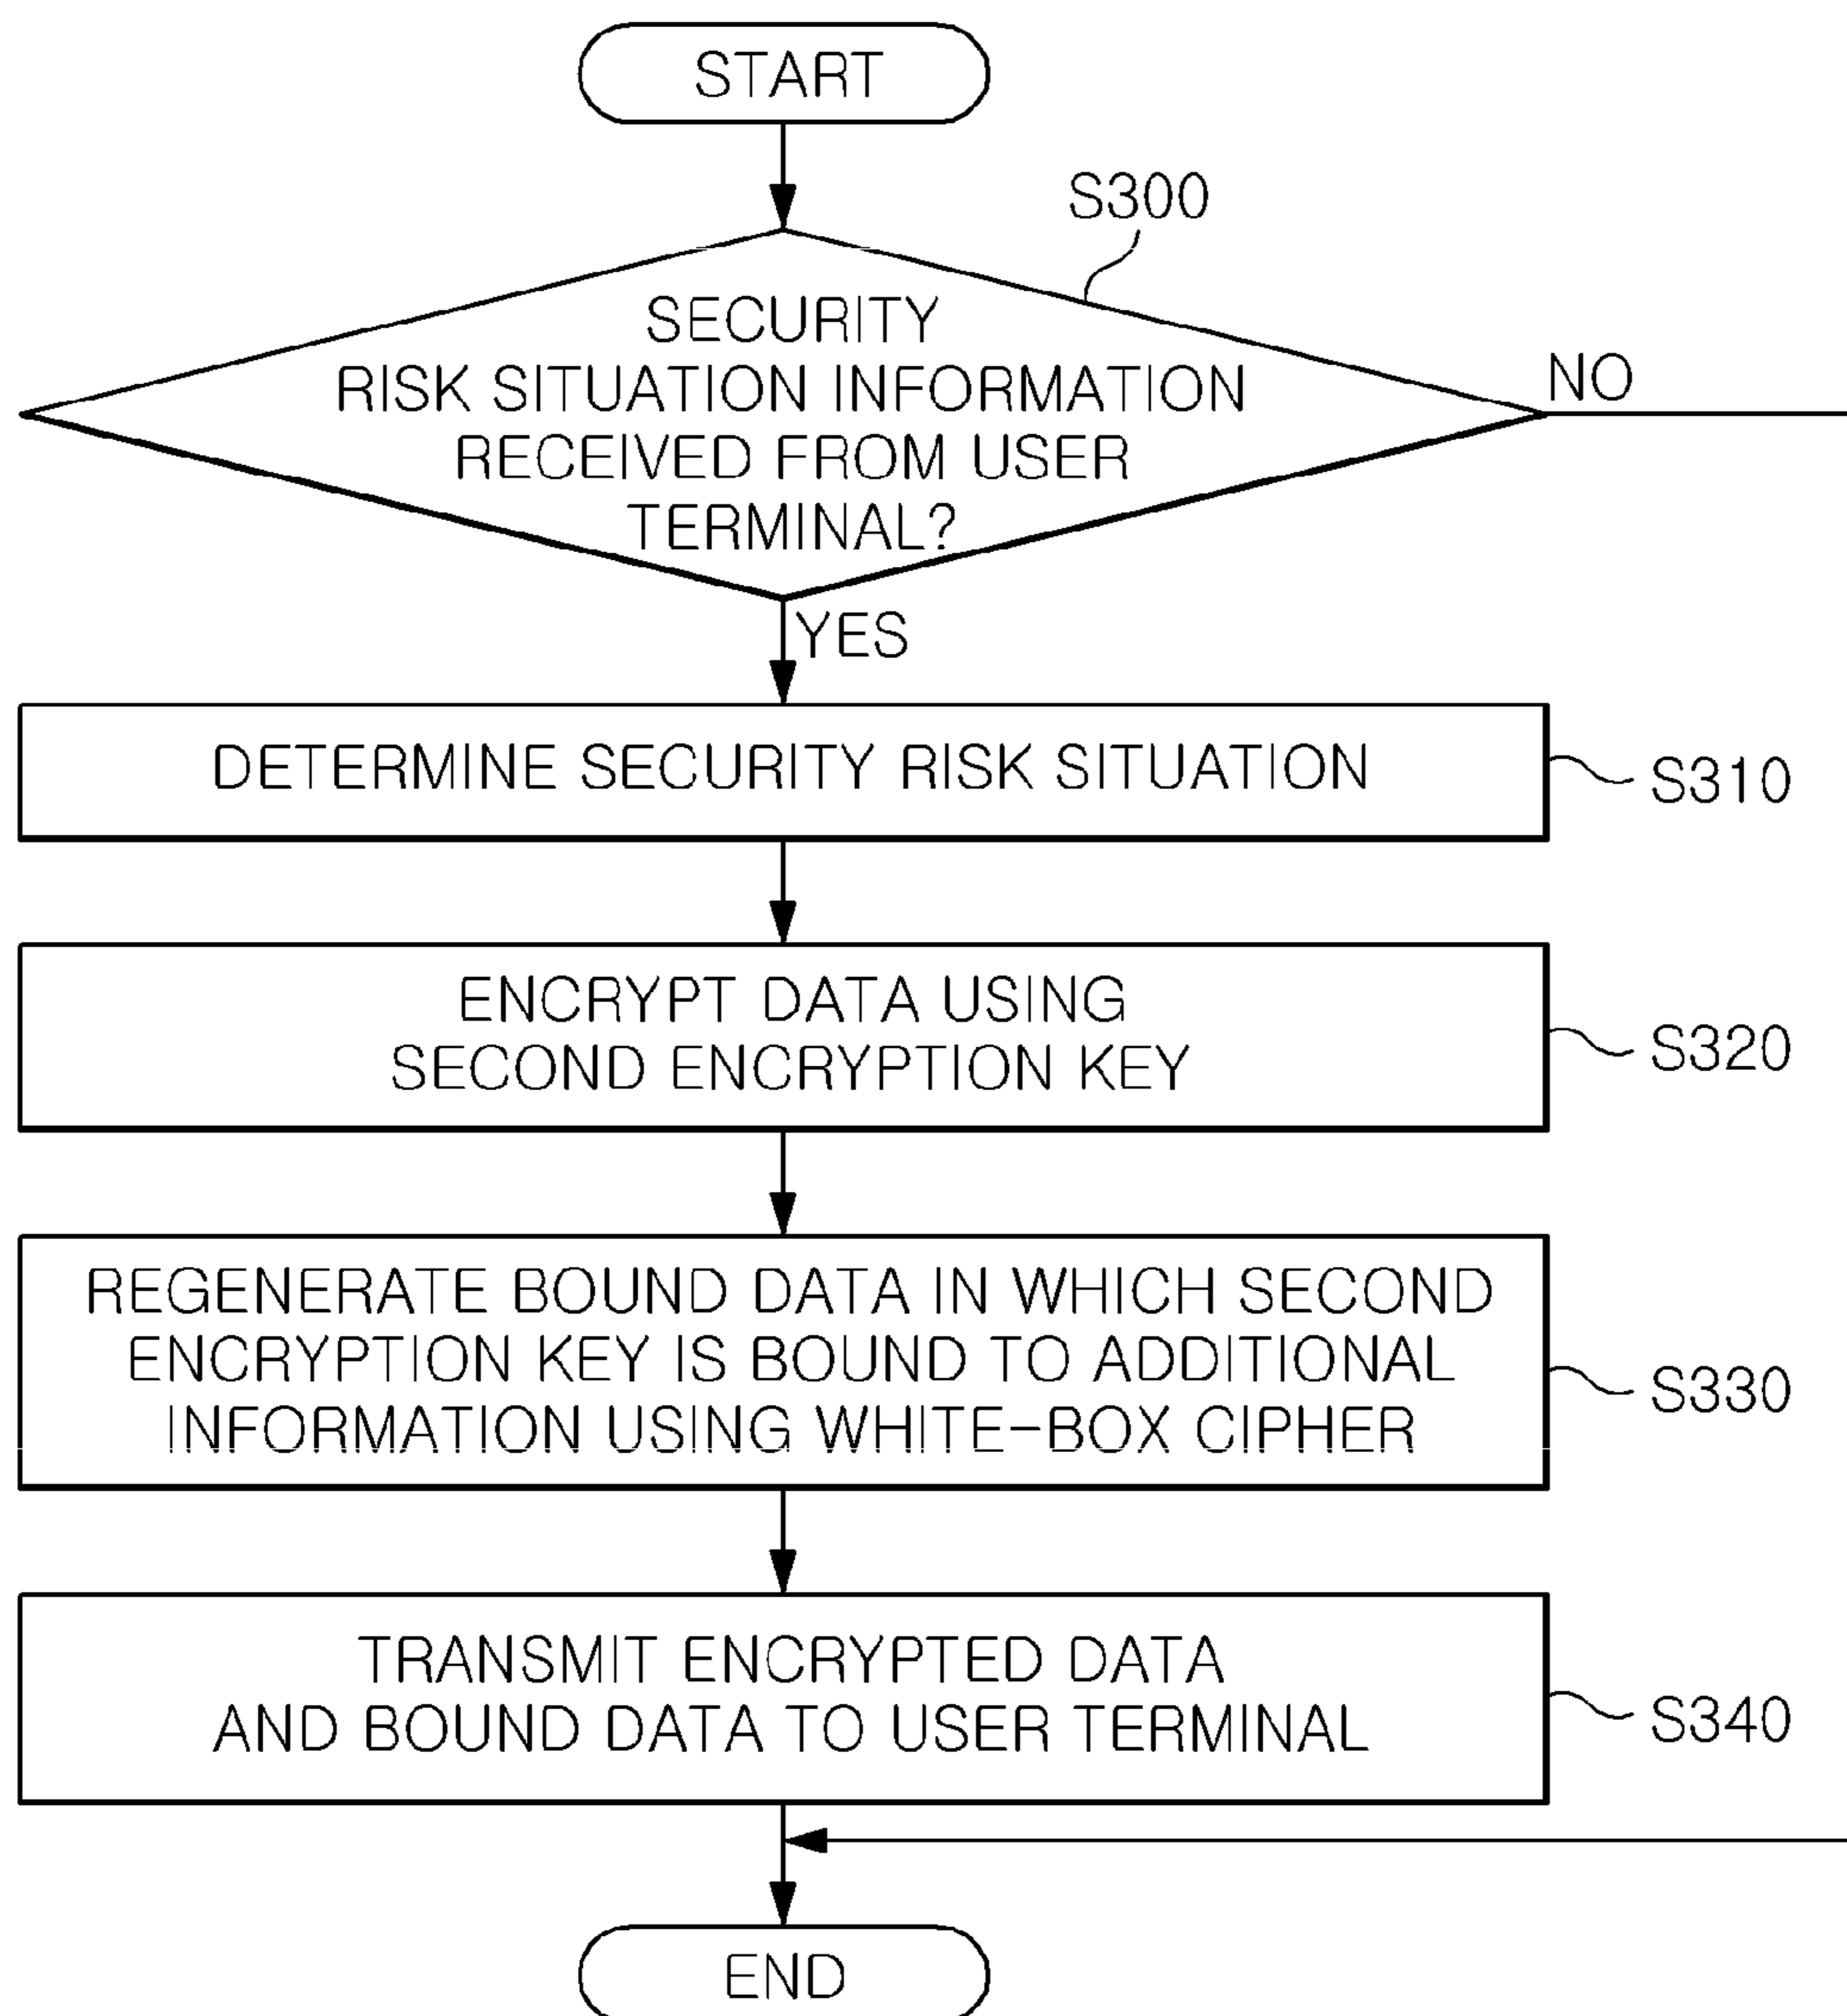 START
S300
SECURITY
RISK SITUATION INFORMATION
RECEIVED FROM USER
TERMINAL?
NO
YES
DETERMINE SECURITY RISK SITUATION
S310
ENCRYPT DATA USING
SECOND ENCRYPTION KEY
S320
REGENERATE BOUND DATA IN WHICH SECOND
ENCRYPTION KEY IS BOUND TO ADDITIONAL
INFORMATION USING WHITE-BOX CIPHER
S330
TRANSMIT ENCRYPTED DATA
AND BOUND DATA TO USER TERMINAL
S340
END